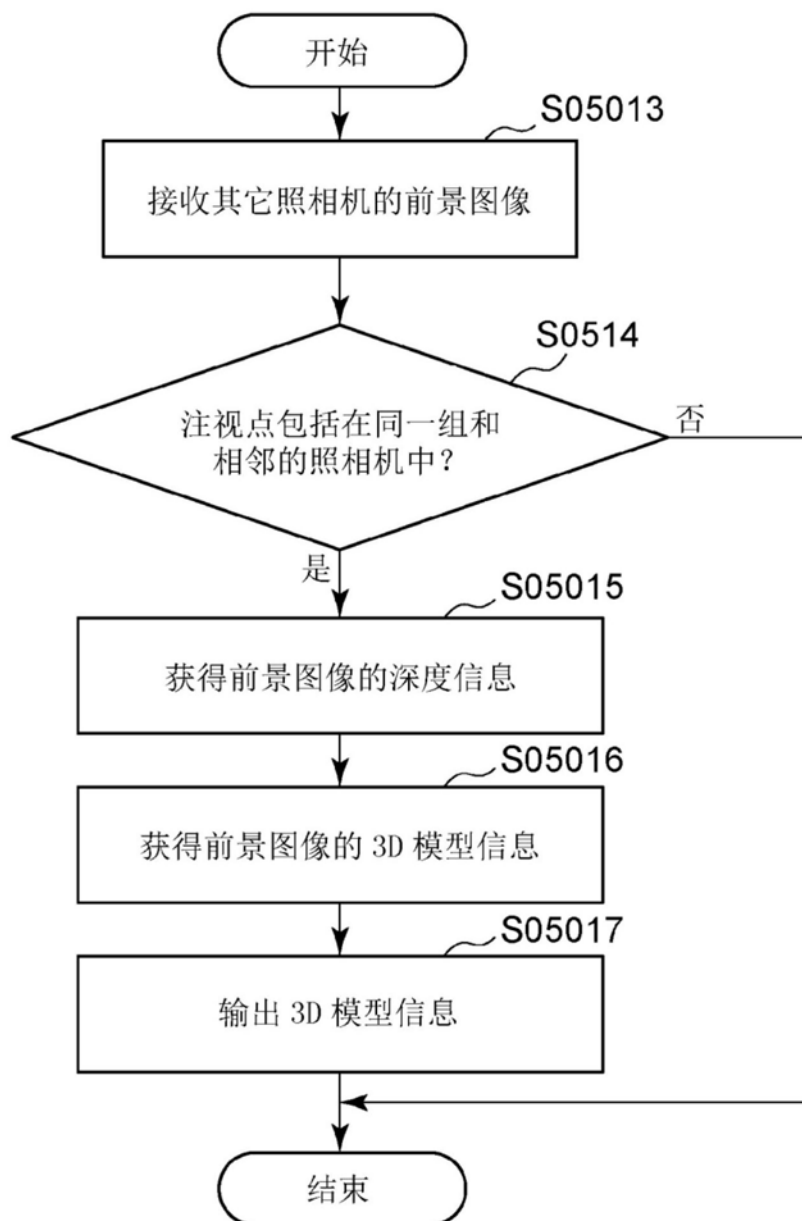 开始
S05013
接收其它照相机的前景图像
S0514
注视点包括在同一组和
相邻的照相机中？
否
是
S05015
获得前景图像的深度信息
S05016
获得前景图像的 3D 模型信息
S05017
输出 3D 模型信息
结束